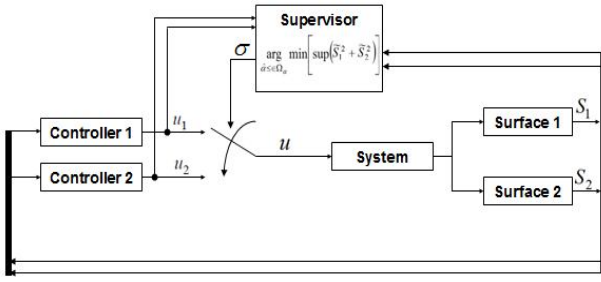 Supervisor
σ
arg min[sup(S̃₁² + S̃₂²)]
Controller 1
u₁
Controller 2
u₂
u
System
Surface 1
S₁
Surface 2
S₂